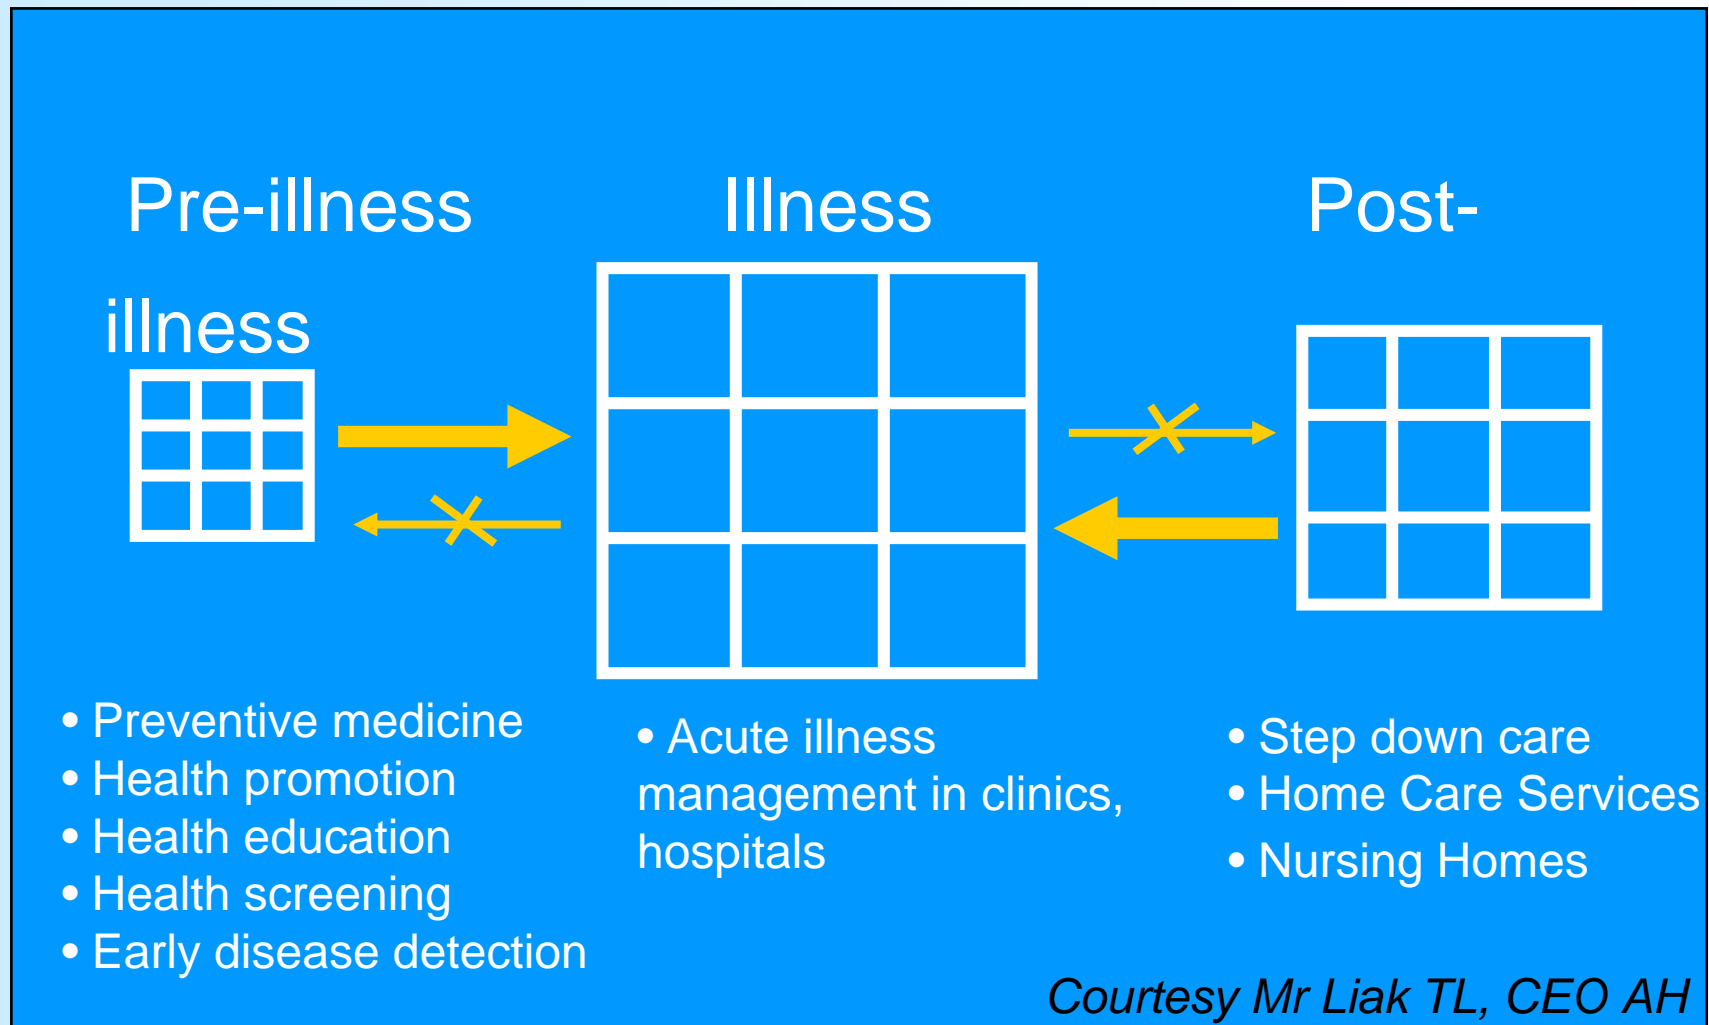 Pre-illness Illness Post-
illness
• Preventive medicine
• Health promotion
• Health education
• Health screening
• Early disease detection
• Acute illness
management in clinics,
hospitals
• Step down care
• Home Care Services
• Nursing Homes
Courtesy Mr Liak TL, CEO AH